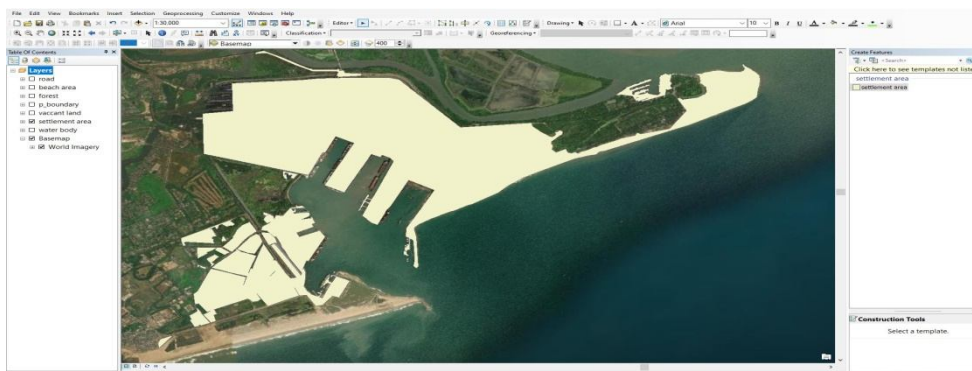 File Edit View Bookmarks Insert Selection Geoprocessing Customize Windows Help
1:30,000 Editor Drawing Arial 10 B I U A
Classification Georeferencing
Basemap 400
Table Of Contents
Layers
road
beach area
forest
p_boundary
vaccant land
settlement area
water body
Basemap
World Imagery
Create Features
<Search>
Click here to see templates not liste
settlement area
settlement area
Construction Tools
Select a template.